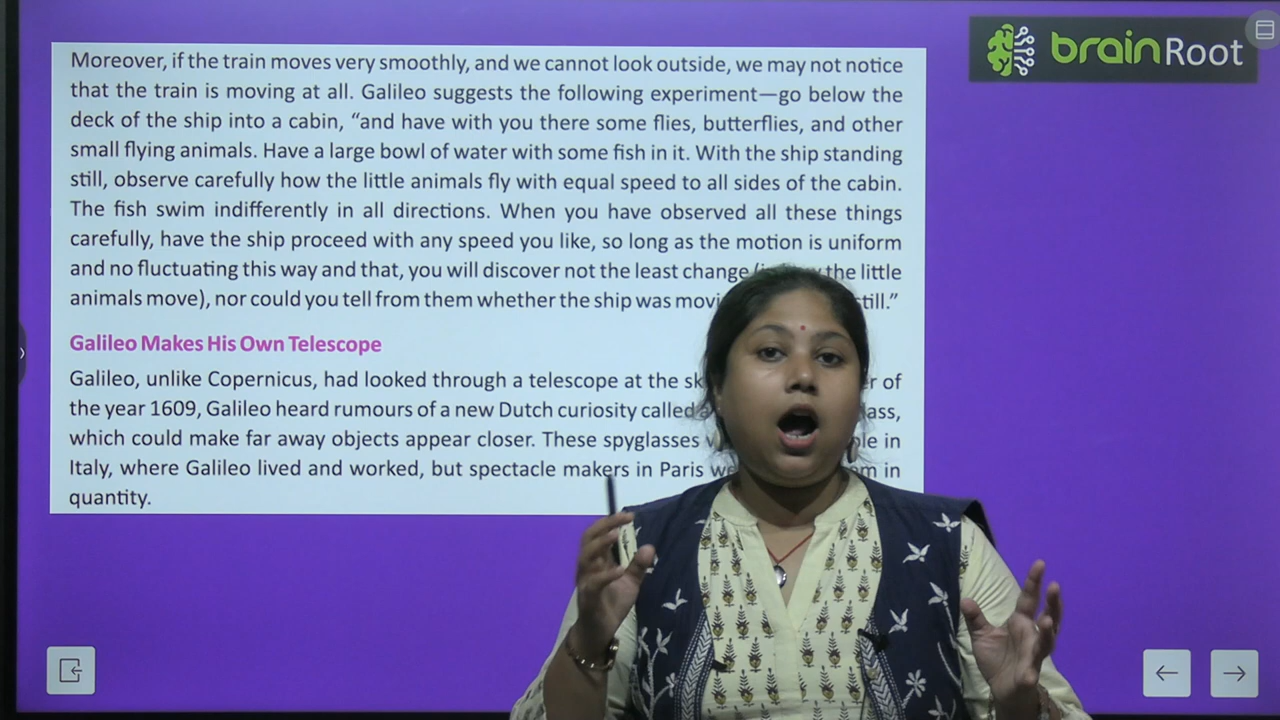 brainRoot
Moreover, if the train moves very smoothly, and we cannot look outside, we may not notice
that the train is moving at all. Galileo suggests the following experiment—go below the
deck of the ship into a cabin, “and have with you there some flies, butterflies, and other
small flying animals. Have a large bowl of water with some fish in it. With the ship standing
still, observe carefully how the little animals fly with equal speed to all sides of the cabin.
The fish swim indifferently in all directions. When you have observed all these things
carefully, have the ship proceed with any speed you like, so long as the motion is uniform
and no fluctuating this way and that, you will discover not the least change the little
animals move), nor could you tell from them whether the ship was still.”
Galileo Makes His Own Telescope
Galileo, unlike Copernicus, had looked through a telescope at the of
the year 1609, Galileo heard rumours of a new Dutch curiosity called
which could make far away objects appear closer. These spyglasses in
Italy, where Galileo lived and worked, but spectacle makers in Paris in
quantity.